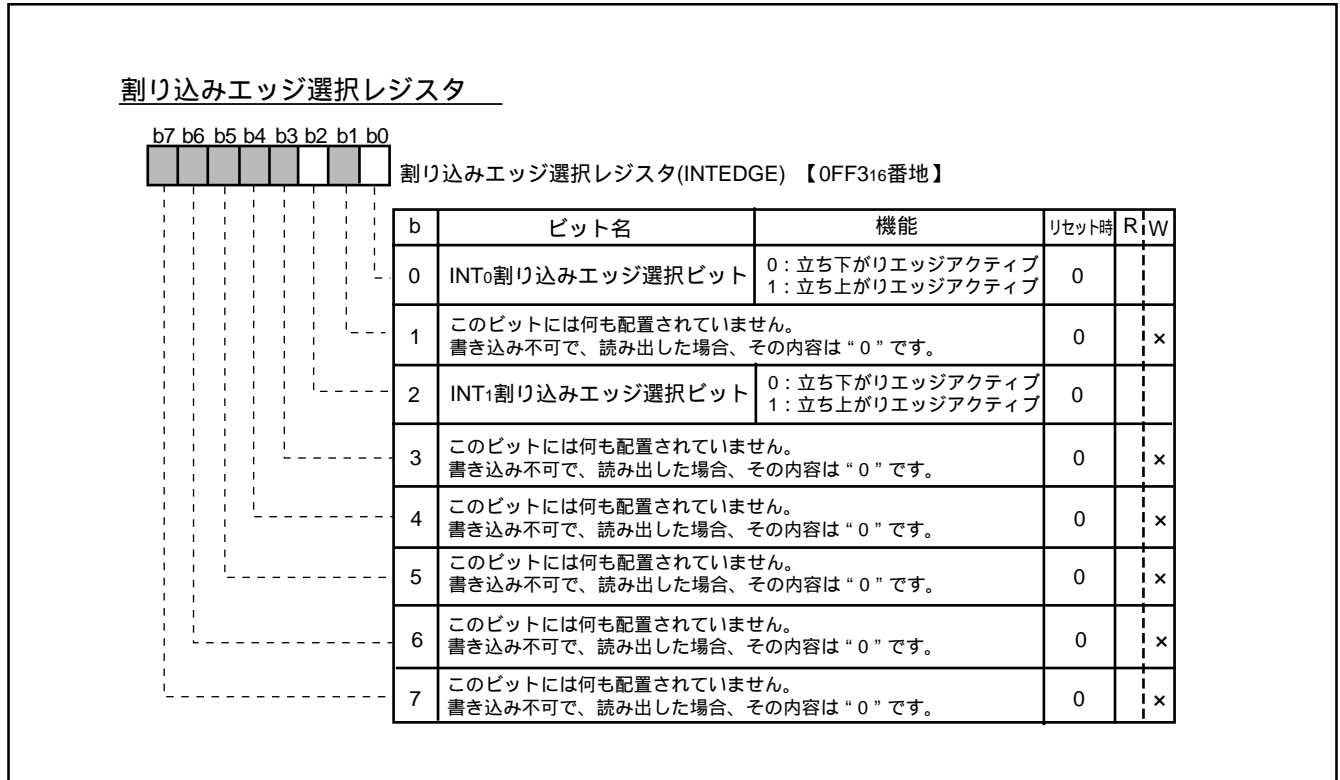 割り込みエッジ選択レジスタ
b7 b6 b5 b4 b3 b2 b1 b0
割り込みエッジ選択レジスタ(INTEDGE) 【0FF316番地】
b ビット名 機能 リセット時 R W
0 INT0割り込みエッジ選択ビット 0:立ち下がりエッジアクティブ 0
1:立ち上がりエッジアクティブ
このビットには何も配置されていません。
1 書き込み不可で、読み出した場合、その内容は“0”です。 0 ×
2 INT1割り込みエッジ選択ビット 0:立ち下がりエッジアクティブ 0
1:立ち上がりエッジアクティブ
このビットには何も配置されていません。
3 書き込み不可で、読み出した場合、その内容は“0”です。 0 ×
このビットには何も配置されていません。
4 書き込み不可で、読み出した場合、その内容は“0”です。 0 ×
このビットには何も配置されていません。
5 書き込み不可で、読み出した場合、その内容は“0”です。 0 ×
このビットには何も配置されていません。
6 書き込み不可で、読み出した場合、その内容は“0”です。 0 ×
このビットには何も配置されていません。
7 書き込み不可で、読み出した場合、その内容は“0”です。 0 ×